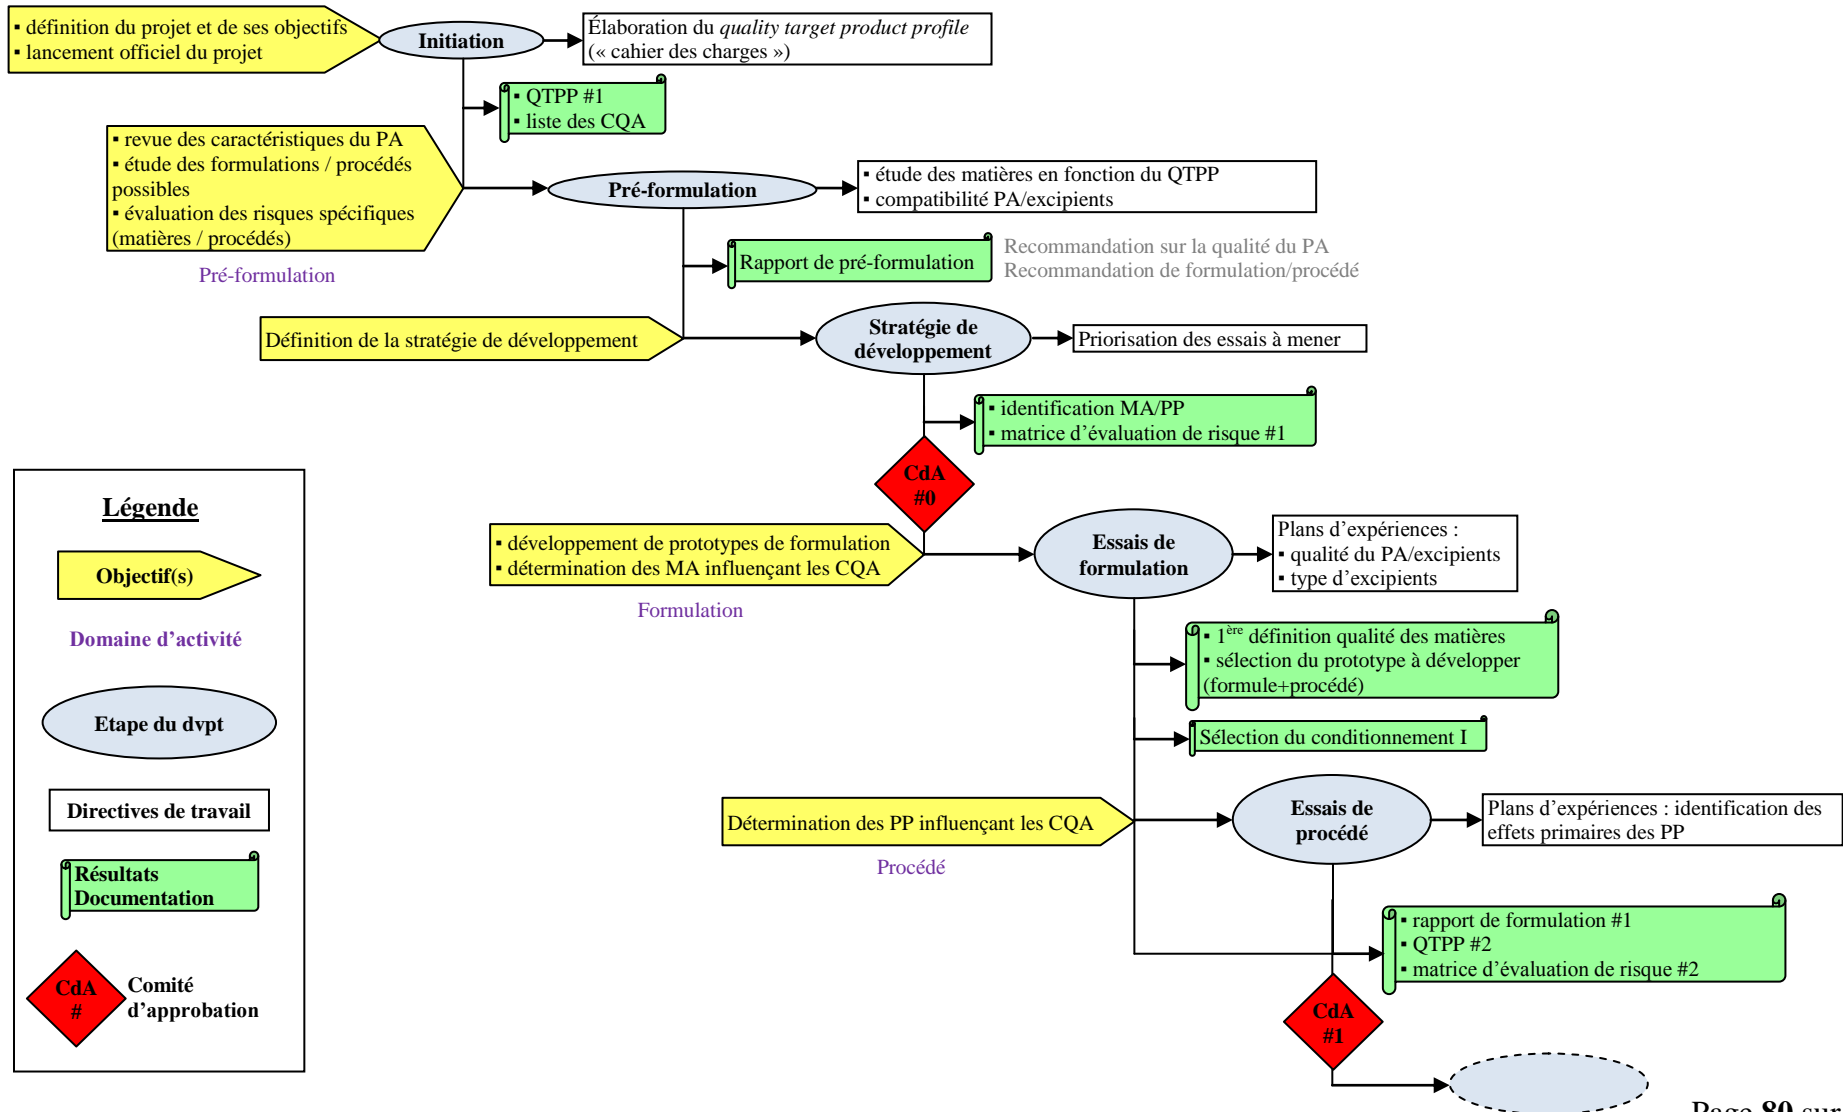 ▪ définition du projet et de ses objectifs
▪ lancement officiel du projet
Initiation
Élaboration du quality target product profile
(« cahier des charges »)
▪ QTPP #1
▪ liste des CQA
▪ revue des caractéristiques du PA
▪ étude des formulations / procédés
possibles
▪ évaluation des risques spécifiques
(matières / procédés)
Pré-formulation
Pré-formulation
▪ étude des matières en fonction du QTPP
▪ compatibilité PA/excipients
Rapport de pré-formulation
Recommandation sur la qualité du PA
Recommandation de formulation/procédé
Définition de la stratégie de développement
Stratégie de
développement
Priorisation des essais à mener
▪ identification MA/PP
▪ matrice d’évaluation de risque #1
CdA
#0
▪ développement de prototypes de formulation
▪ détermination des MA influençant les CQA
Formulation
Essais de
formulation
Plans d’expériences :
▪ qualité du PA/excipients
▪ type d’excipients
▪ 1ère définition qualité des matières
▪ sélection du prototype à développer
(formule+procédé)
Sélection du conditionnement I
Détermination des PP influençant les CQA
Procédé
Essais de
procédé
Plans d’expériences : identification des
effets primaires des PP
▪ rapport de formulation #1
▪ QTPP #2
▪ matrice d’évaluation de risque #2
CdA
#1
Légende
Objectif(s)
Domaine d’activité
Etape du dvpt
Directives de travail
Résultats
Documentation
CdA
#
Comité
d’approbation
Page 80 sur